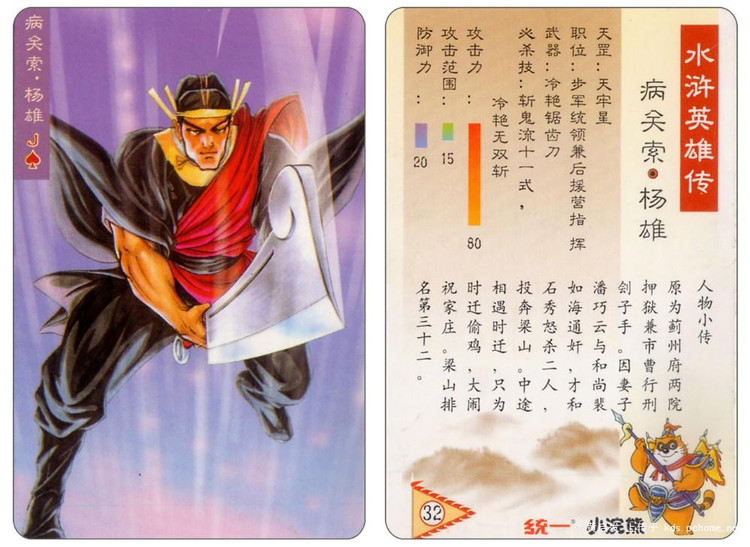 病关索·杨雄
J
水浒英雄传
病关索·杨雄
天罡：天牢星
职位：步军统领兼后援营指挥
武器：冷艳锯齿刀
必杀技：斩鬼流十一式，
冷艳无双斩
攻击力：80
攻击范围：15
防御力：20
人物小传
原为蓟州府两院
押狱兼市曹行刑
刽子手。因妻子
潘巧云与和尚裴
如海通奸，才和
石秀怒杀二人，
投奔梁山。中途
相遇时迁，只为
时迁偷鸡，大闹
祝家庄。梁山排
名第三十二。
32
统一® 小浣熊
kds.pchome.ne